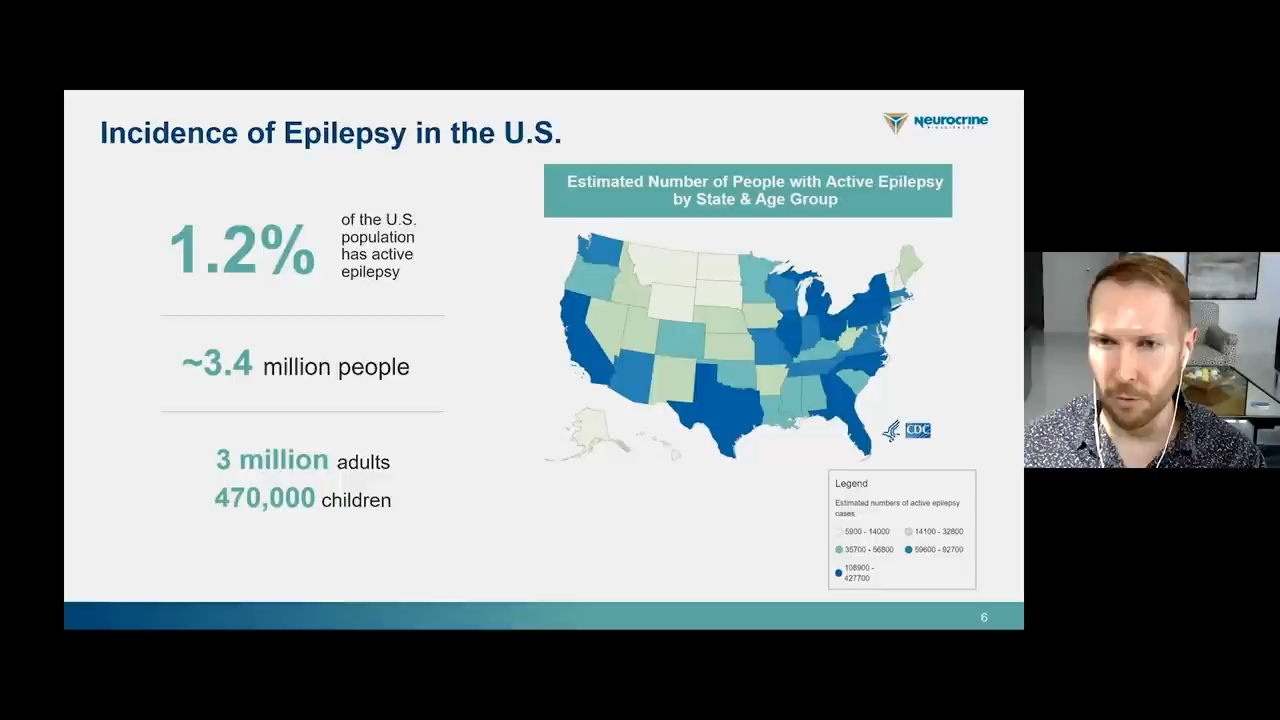 Incidence of Epilepsy in the U.S.
Neurocrine
BIOSCIENCES
1.2%
of the U.S.
population
has active
epilepsy
~3.4 million people
3 million adults
470,000 children
Estimated Number of People with Active Epilepsy
by State & Age Group
CDC
Legend
Estimated numbers of active epilepsy
cases
5900 - 14000
14100 - 32800
35700 - 56800
59600 - 92700
108900 -
427700
6